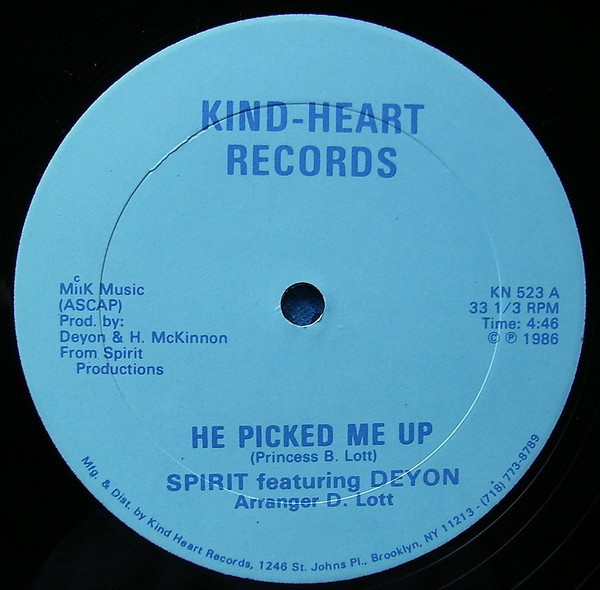 KIND-HEART
RECORDS
c
MiiK Music
(ASCAP)
Prod. by:
Deyon & H. McKinnon
From Spirit
Productions
KN 523 A
33 1/3 RPM
Time: 4:46
© ℗ 1986
HE PICKED ME UP
(Princess B. Lott)
SPIRIT featuring DEYON
Arranger D. Lott
Mfg. & Dist. by Kind Heart Records, 1246 St. Johns Pl., Brooklyn, NY 11213 - (718) 773-8789